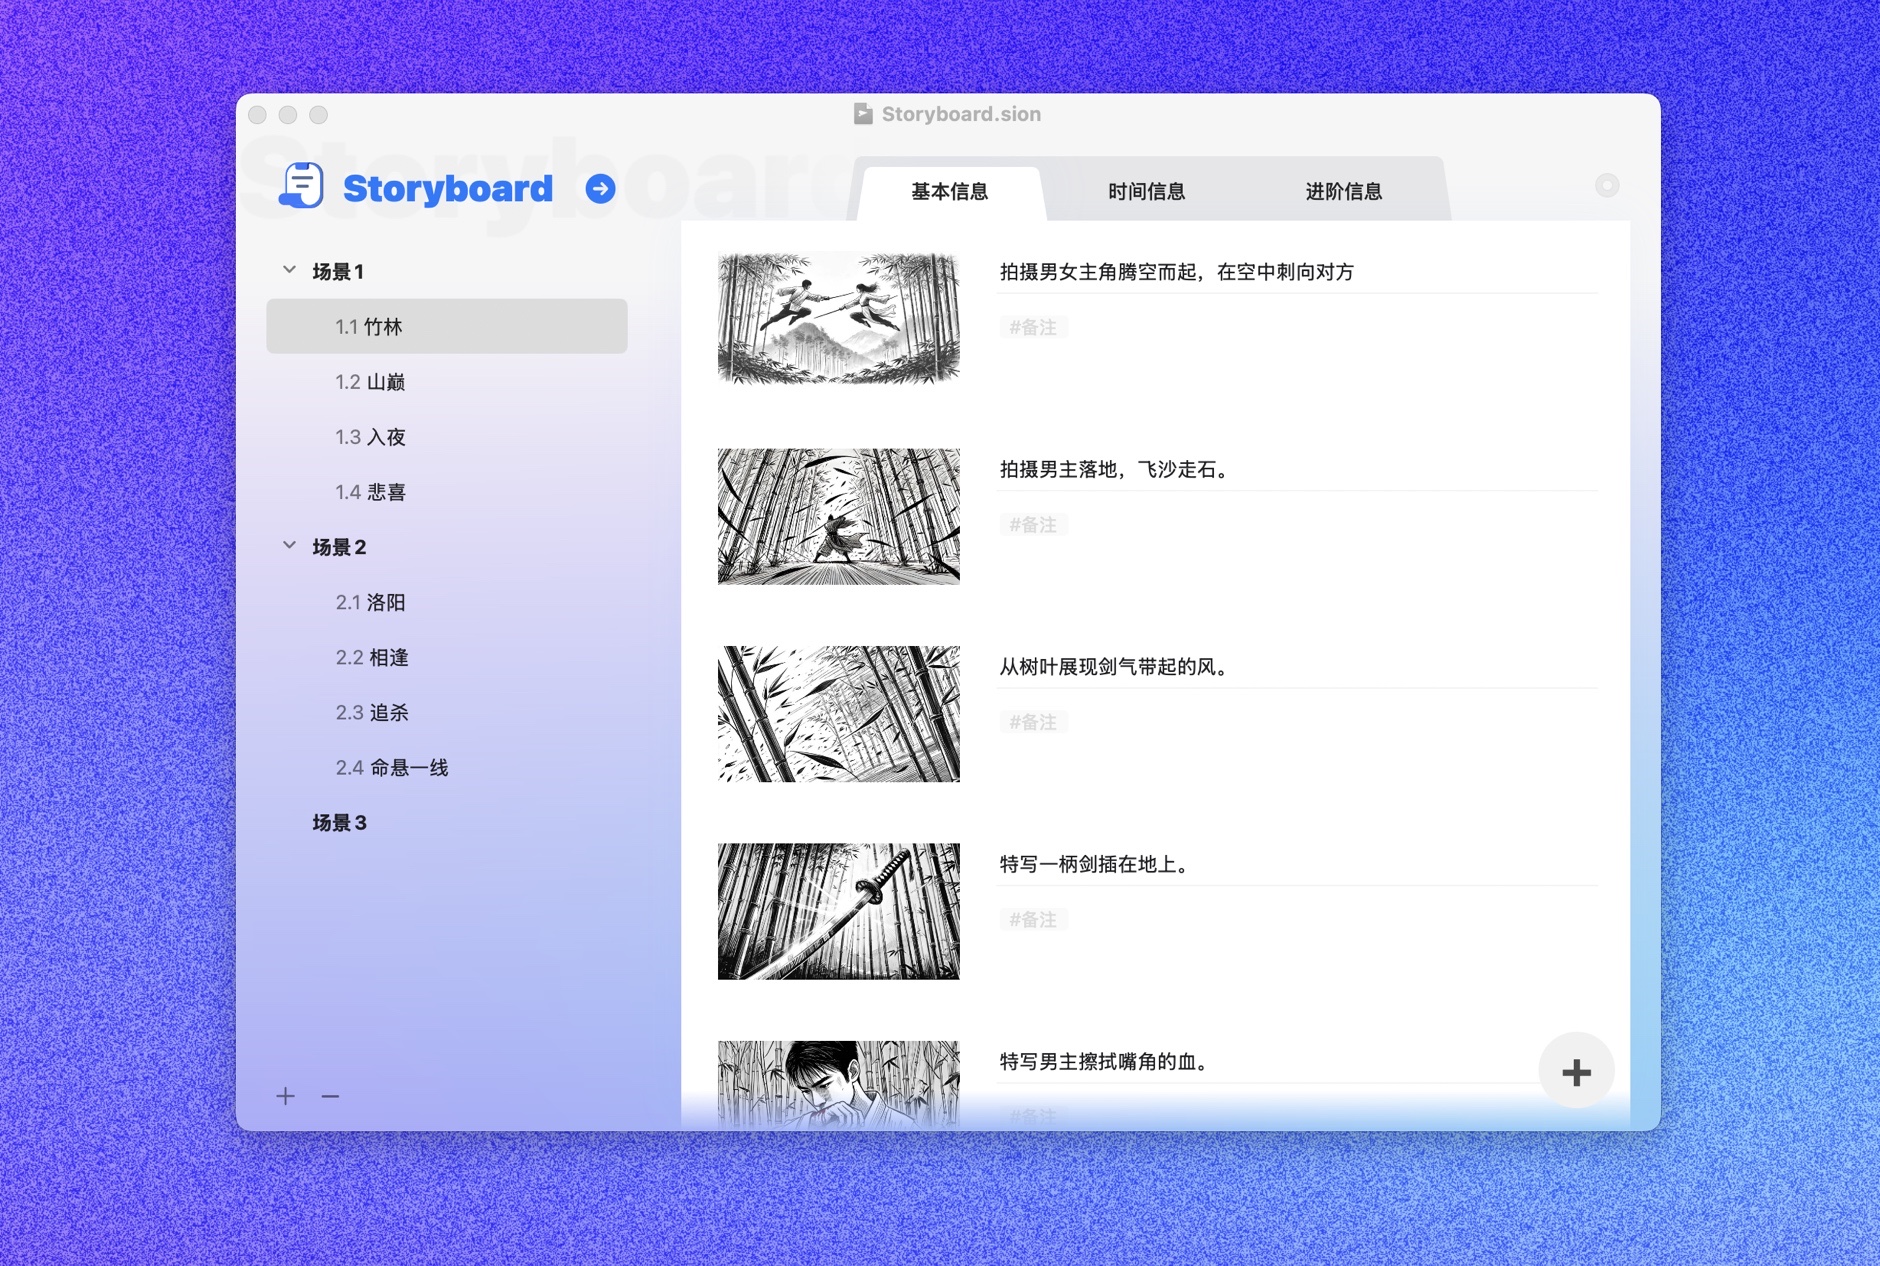 Storyboard.sion
Storyboard
Storyboard
基本信息
时间信息
进阶信息
场景1
1.1 竹林
1.2 山巅
1.3 入夜
1.4 悲喜
场景2
2.1 洛阳
2.2 相逢
2.3 追杀
2.4 命悬一线
场景3
拍摄男女主角腾空而起，在空中刺向对方
#备注
拍摄男主落地，飞沙走石。
#备注
从树叶展现剑气带起的风。
#备注
特写一柄剑插在地上。
#备注
特写男主擦拭嘴角的血。
#备注